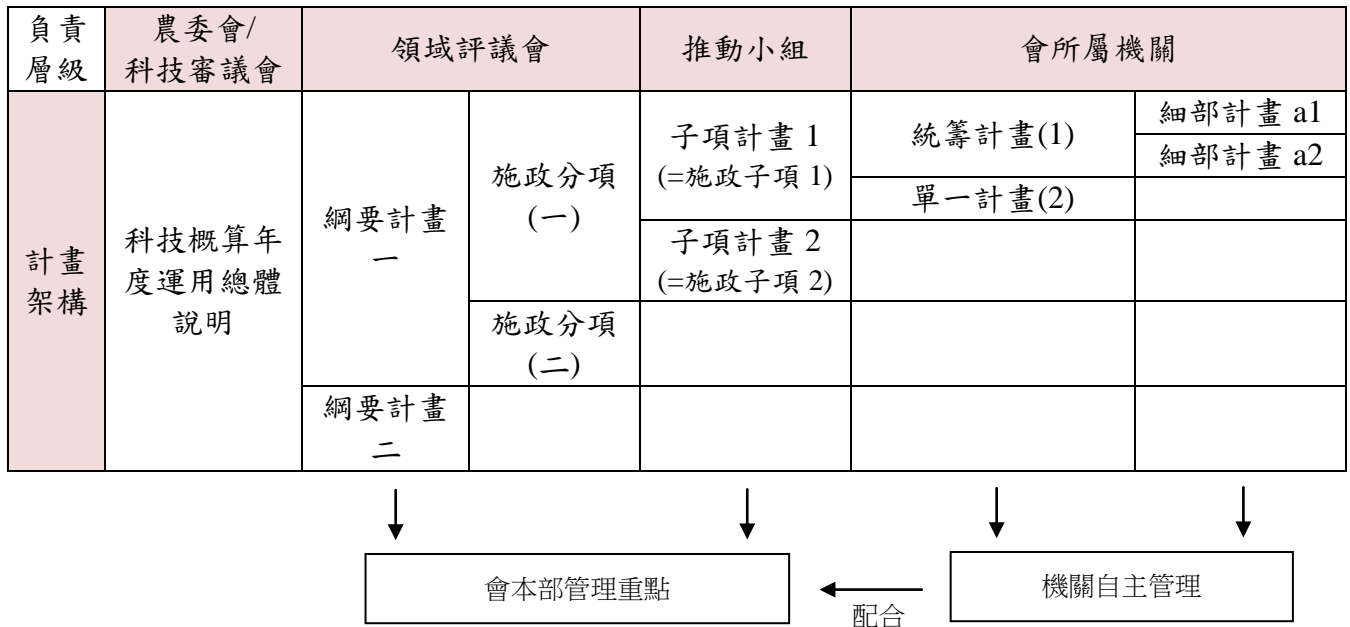 負責
層級
農委會/
科技審議會
領域評議會
推動小組
會所屬機關
計畫
架構
科技概算年
度運用總體
說明
綱要計畫
一
施政分項
(一)
子項計畫 1
(=施政子項 1)
統籌計畫(1)
細部計畫 a1
細部計畫 a2
單一計畫(2)
子項計畫 2
(=施政子項 2)
施政分項
(二)
綱要計畫
二
會本部管理重點
配合
機關自主管理